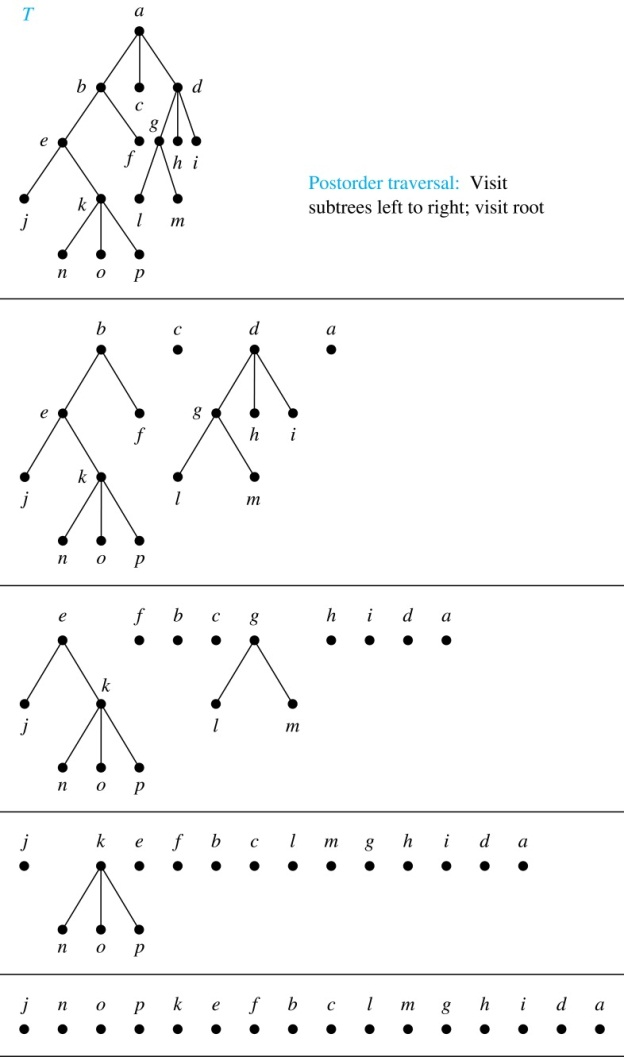 T
a
b d
c
g
e
f h i
k
j l m
n o p
Postorder traversal: Visit
subtrees left to right; visit root
b c d a
e g
f h i
k
j l m
n o p
e f b c g h i d a
k
j l m
n o p
j k e f b c l m g h i d a
n o p
j n o p k e f b c l m g h i d a